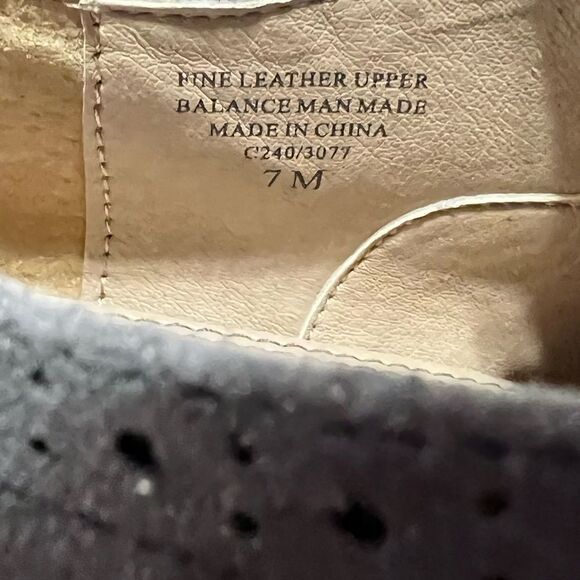 FINE LEATHER UPPER
BALANCE MAN MADE
MADE IN CHINA
C240/3077
7 M